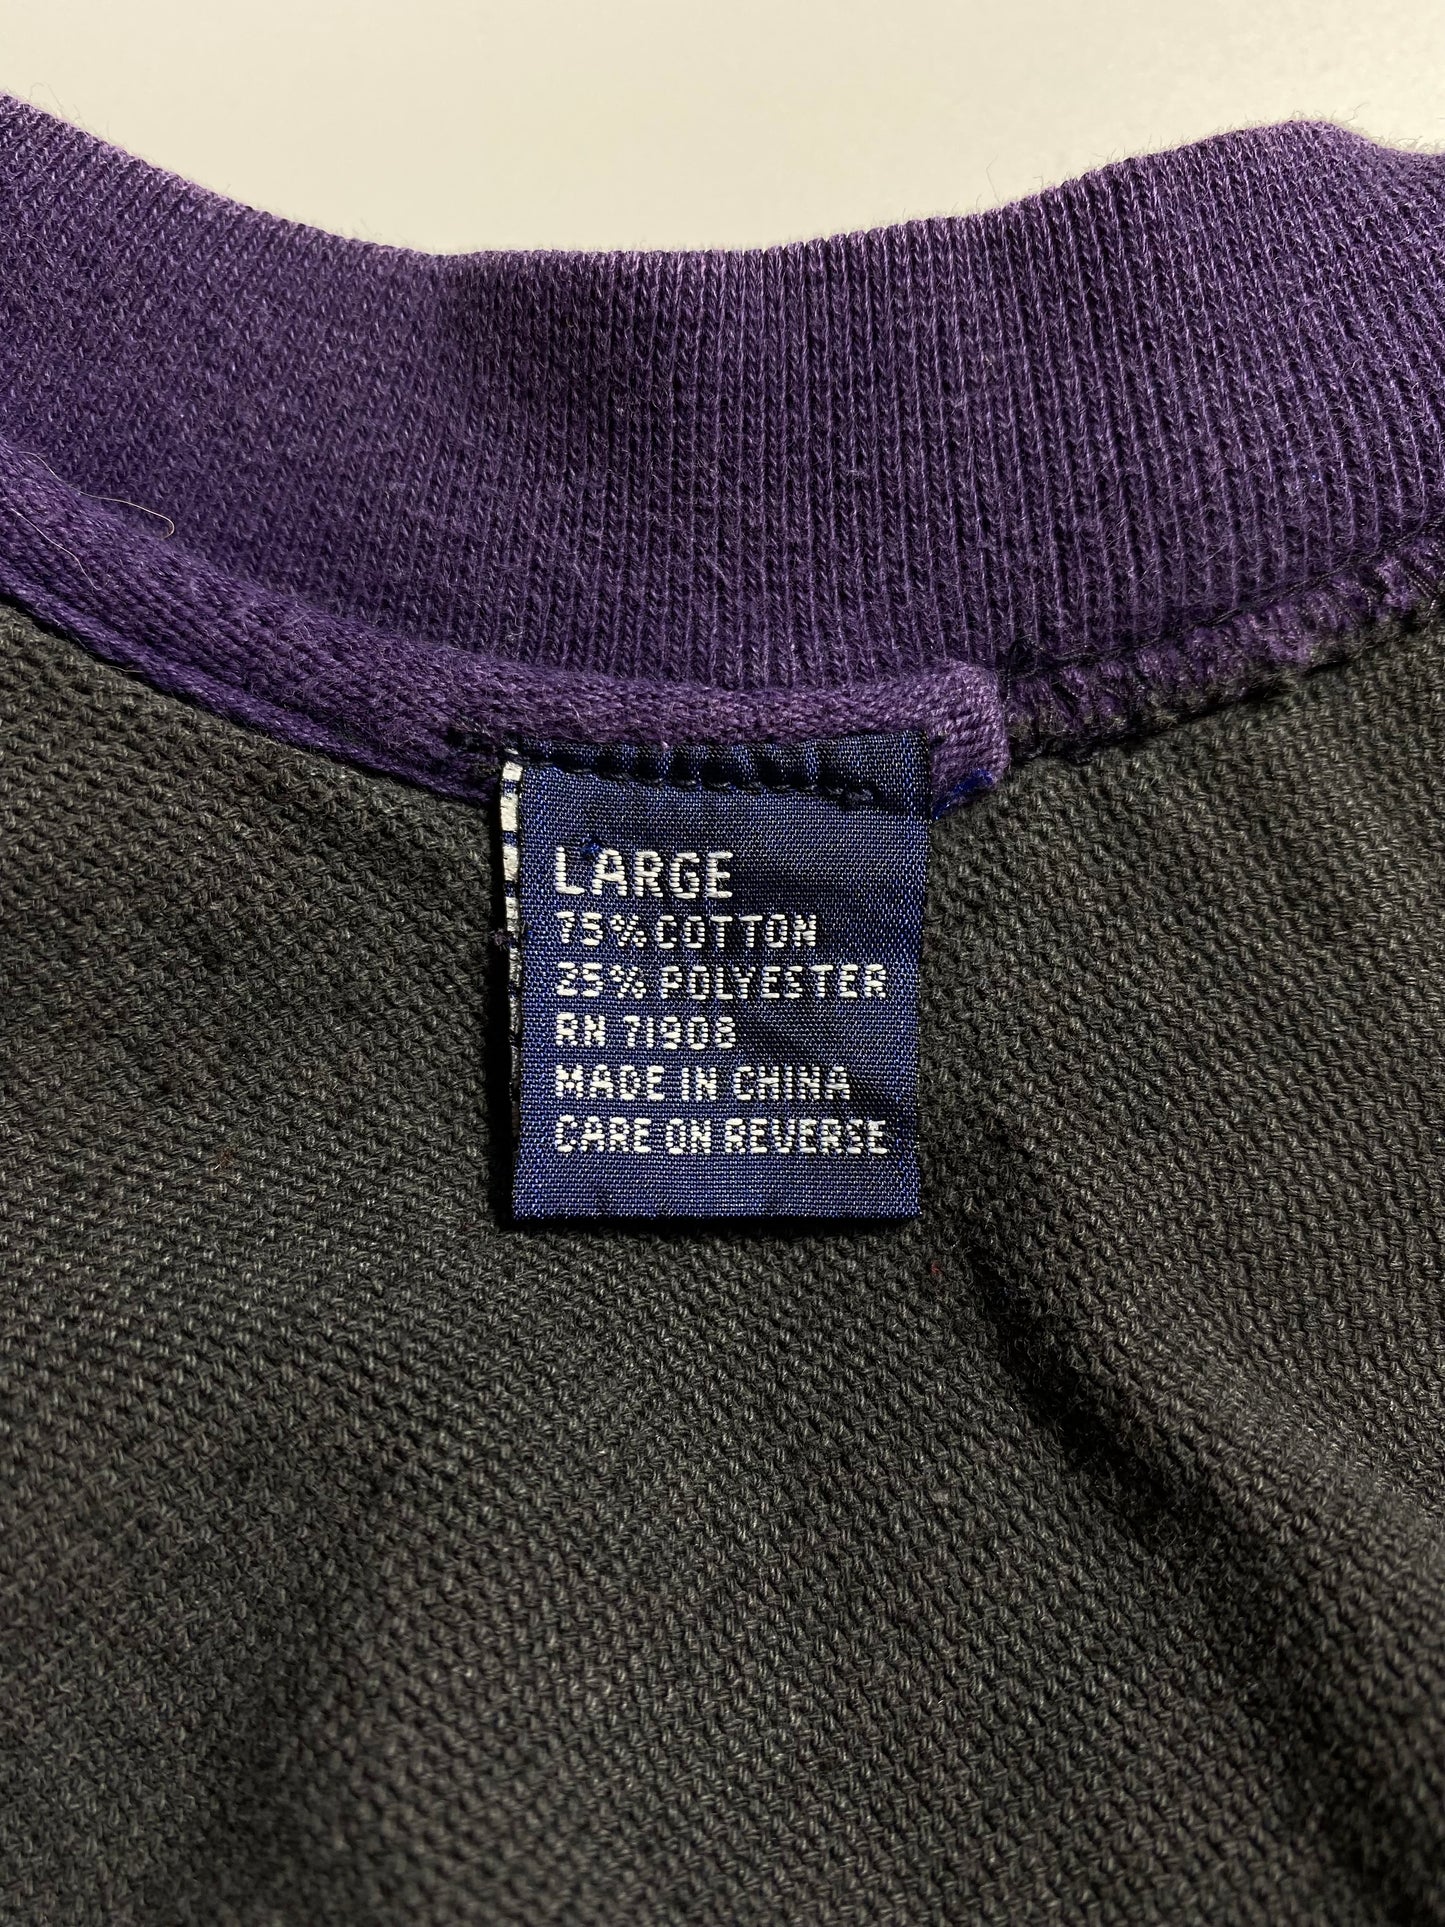 LARGE
75% COTTON
25% POLYESTER
RN 71908
MADE IN CHINA
CARE ON REVERSE